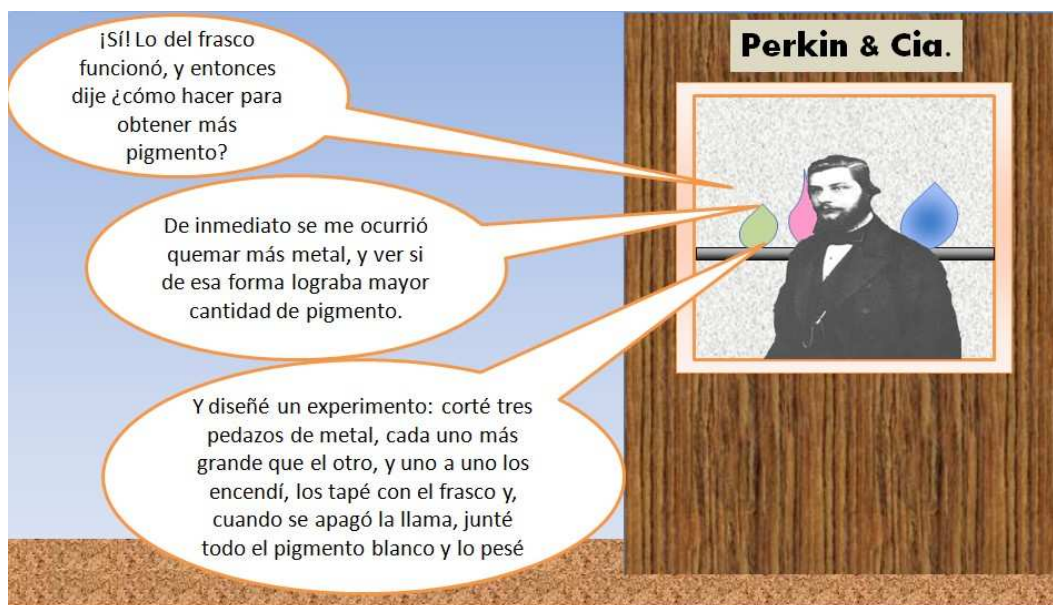 ¡Sí! Lo del frasco
funcionó, y entonces
dije ¿cómo hacer para
obtener más
pigmento?
Perkin & Cia.
De inmediato se me ocurrió
quemar más metal, y ver si
de esa forma lograba mayor
cantidad de pigmento.
Y diseñé un experimento: corté tres
pedazos de metal, cada uno más
grande que el otro, y uno a uno los
encendí, los tapé con el frasco y,
cuando se apagó la llama, junté
todo el pigmento blanco y lo pesé